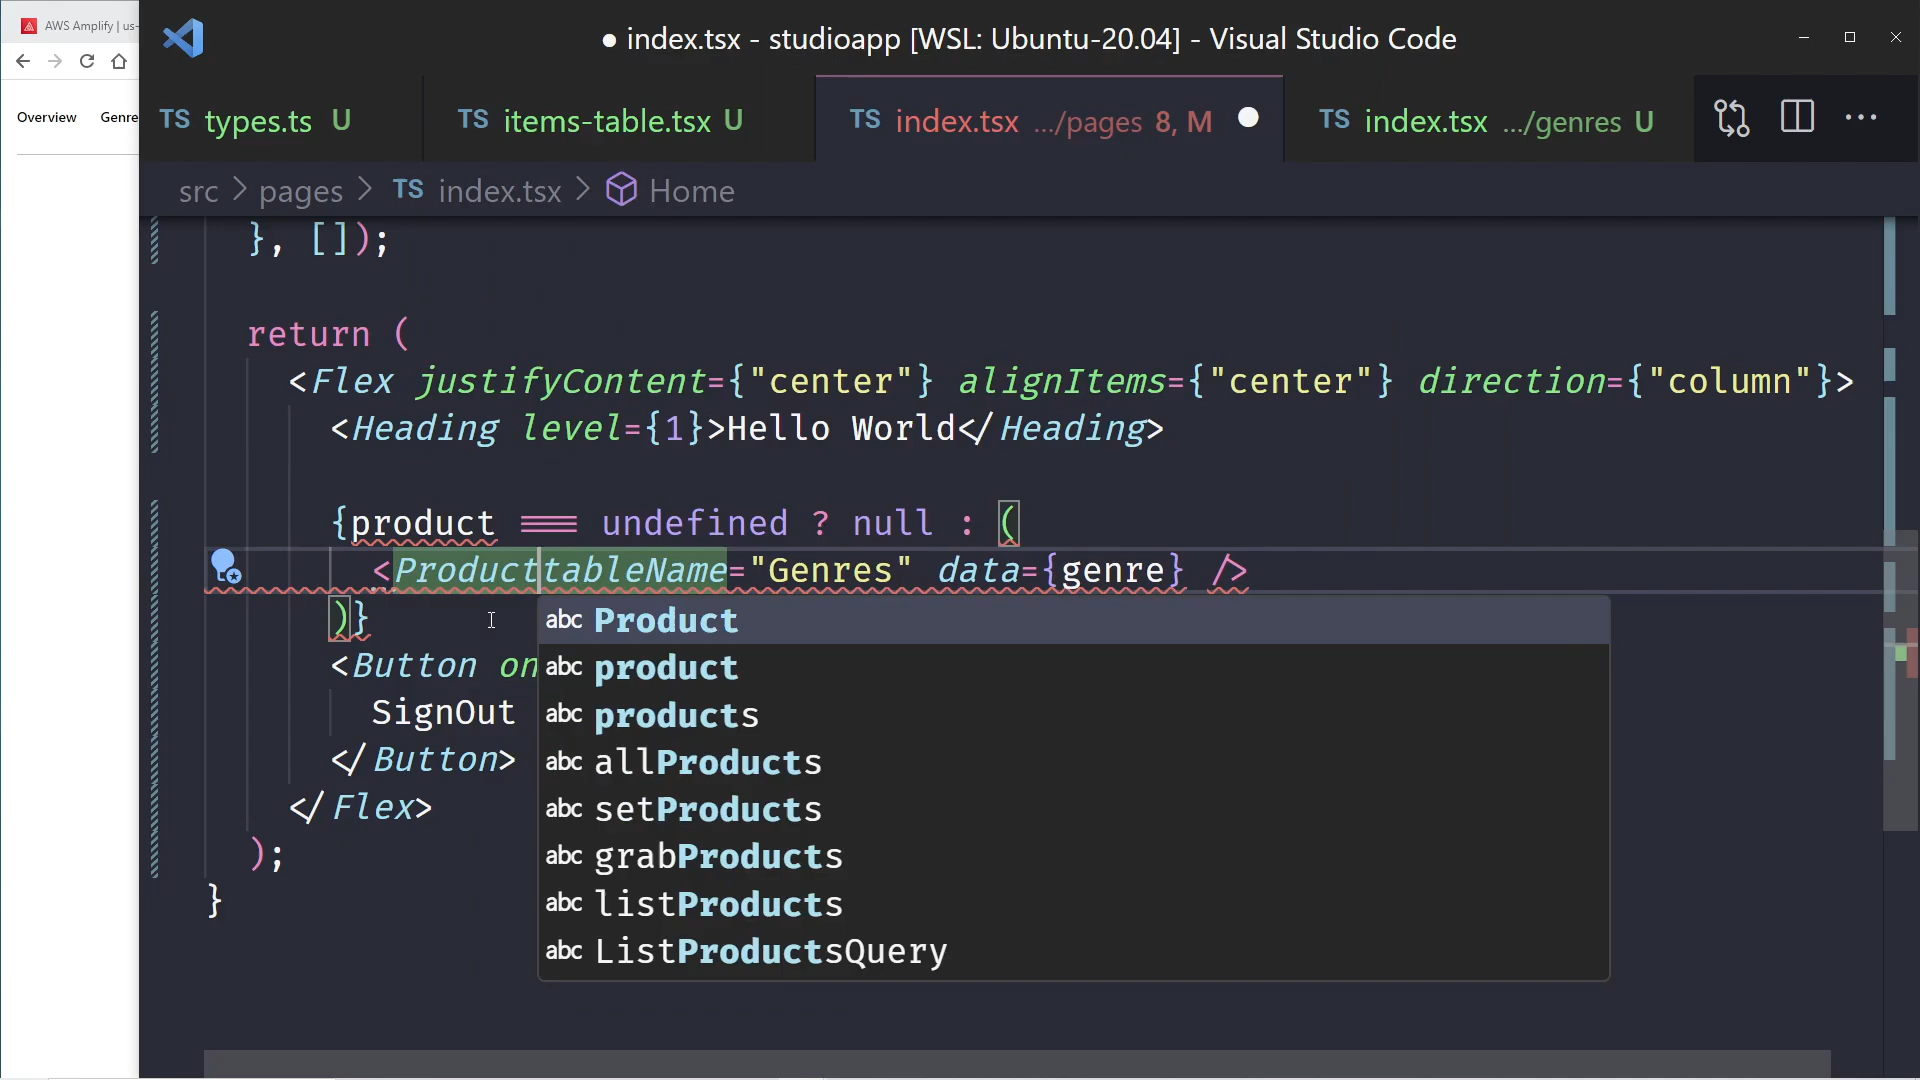 AWS Amplify | us-
● index.tsx - studioapp [WSL: Ubuntu-20.04] - Visual Studio Code
Overview Genre
TS types.ts U TS items-table.tsx U TS index.tsx .../pages 8, M TS index.tsx .../genres U
src > pages > TS index.tsx > Home
}, []);
return (
<Flex justifyContent={"center"} alignItems={"center"} direction={"column"}>
<Heading level={1}>Hello World</Heading>
{product === undefined ? null : (
<ProducttableName="Genres" data={genre} />
)}
<Button on
SignOut
</Button>
</Flex>
);
}
abc Product
abc product
abc products
abc allProducts
abc setProducts
abc grabProducts
abc listProducts
abc ListProductsQuery